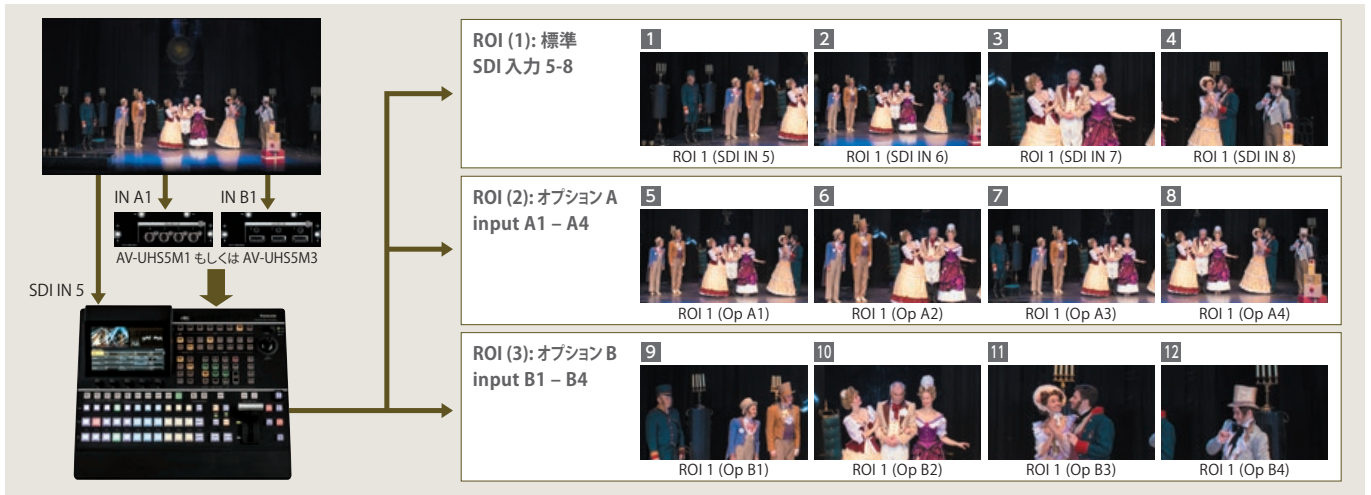 IN A1
IN B1
AV-UHS5M1 もしくは AV-UHS5M3
SDI IN 5
ROI (1): 標準
SDI 入力 5-8
1
2
3
4
ROI 1 (SDI IN 5)
ROI 1 (SDI IN 6)
ROI 1 (SDI IN 7)
ROI 1 (SDI IN 8)
ROI (2): オプション A
input A1 – A4
5
6
7
8
ROI 1 (Op A1)
ROI 1 (Op A2)
ROI 1 (Op A3)
ROI 1 (Op A4)
ROI (3): オプション B
input B1 – B4
9
10
11
12
ROI 1 (Op B1)
ROI 1 (Op B2)
ROI 1 (Op B3)
ROI 1 (Op B4)